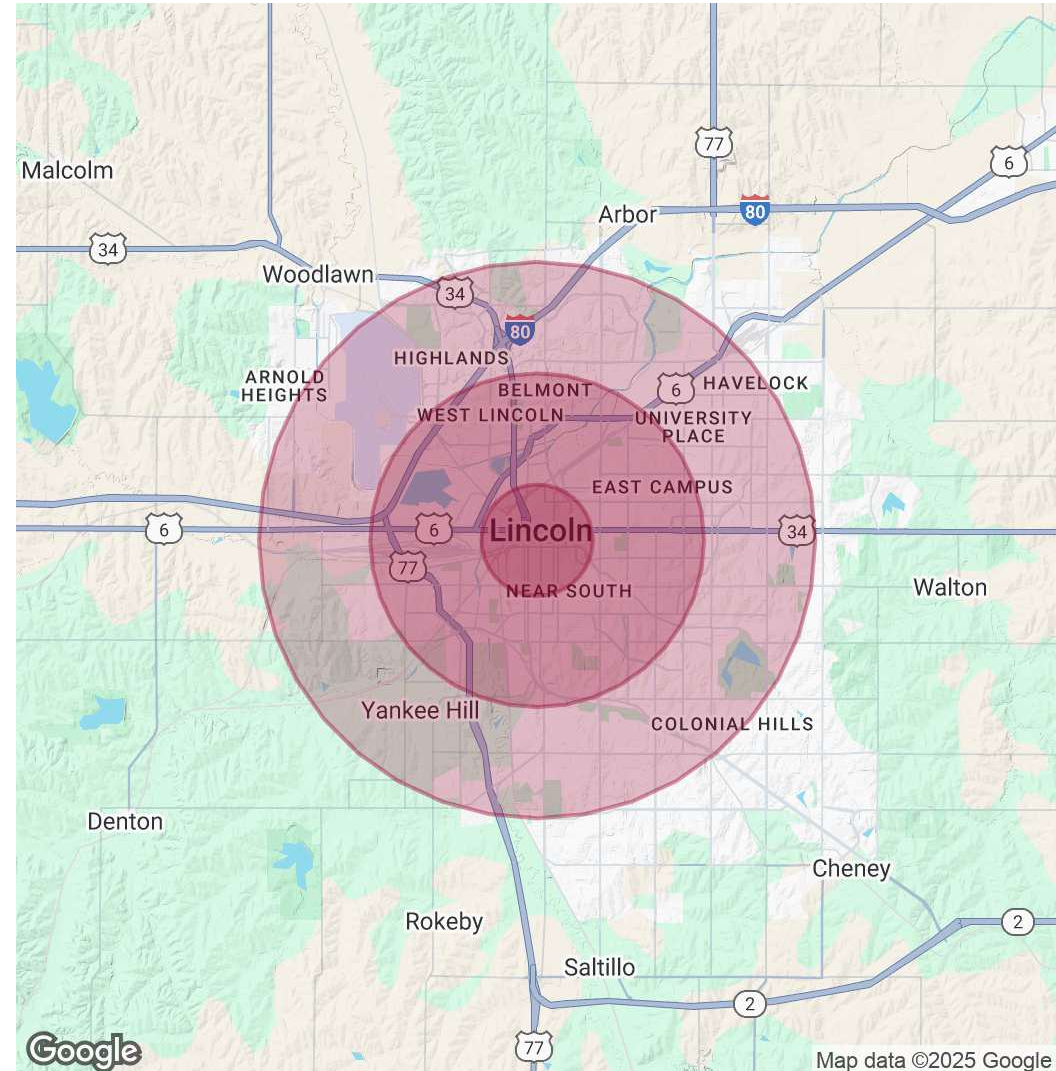 77
6
Malcolm
Arbor
80
34
Woodlawn
34
80
HIGHLANDS
ARNOLD
HEIGHTS
BELMONT
6
HAVELOCK
WEST LINCOLN
UNIVERSITY
PLACE
EAST CAMPUS
6
6
Lincoln
34
77
NEAR SOUTH
Walton
Yankee Hill
COLONIAL HILLS
Denton
Cheney
Rokeby
2
Saltillo
2
77
Google
Map data ©2025 Google